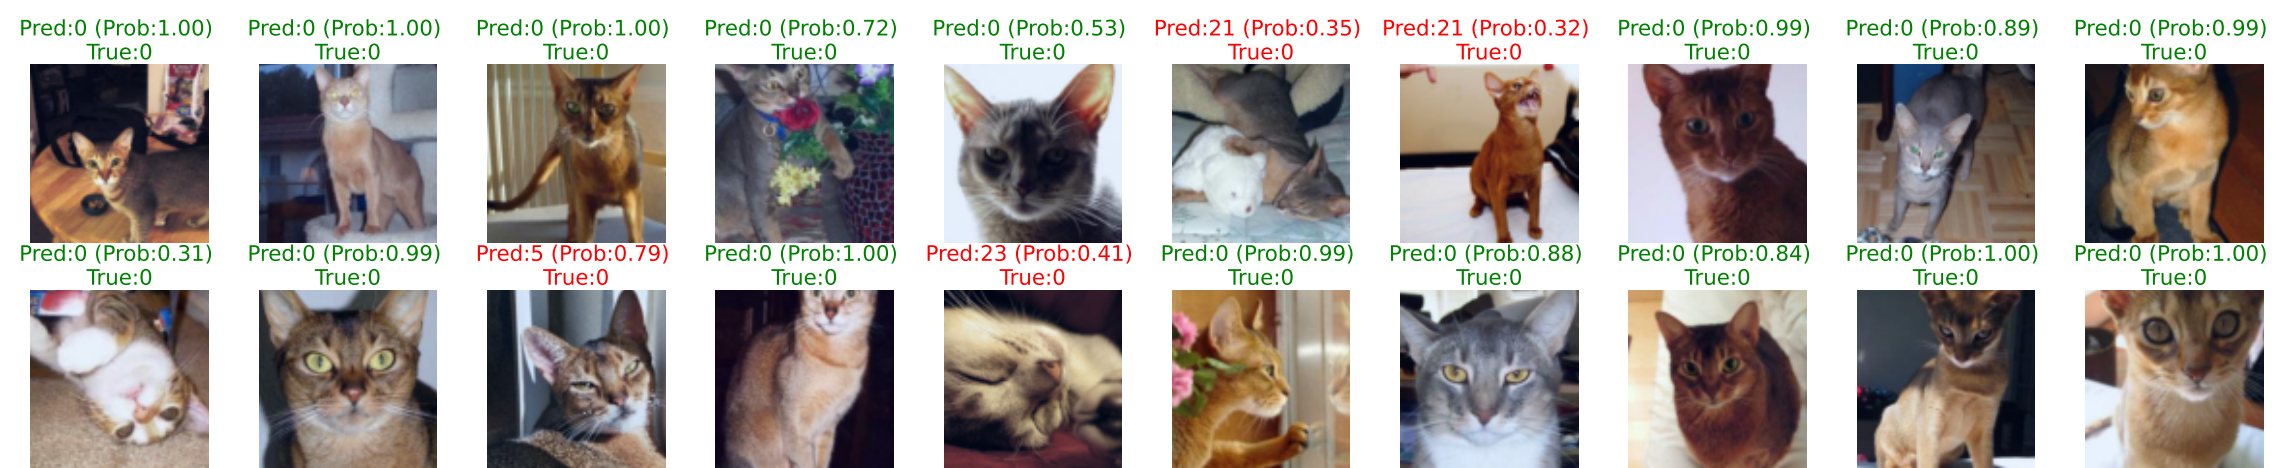 Pred:0 (Prob:1.00)
True:0
Pred:0 (Prob:1.00)
True:0
Pred:0 (Prob:1.00)
True:0
Pred:0 (Prob:0.72)
True:0
Pred:0 (Prob:0.53)
True:0
Pred:21 (Prob:0.35)
True:0
Pred:21 (Prob:0.32)
True:0
Pred:0 (Prob:0.99)
True:0
Pred:0 (Prob:0.89)
True:0
Pred:0 (Prob:0.99)
True:0
Pred:0 (Prob:0.31)
True:0
Pred:0 (Prob:0.99)
True:0
Pred:5 (Prob:0.79)
True:0
Pred:0 (Prob:1.00)
True:0
Pred:23 (Prob:0.41)
True:0
Pred:0 (Prob:0.99)
True:0
Pred:0 (Prob:0.88)
True:0
Pred:0 (Prob:0.84)
True:0
Pred:0 (Prob:1.00)
True:0
Pred:0 (Prob:1.00)
True:0